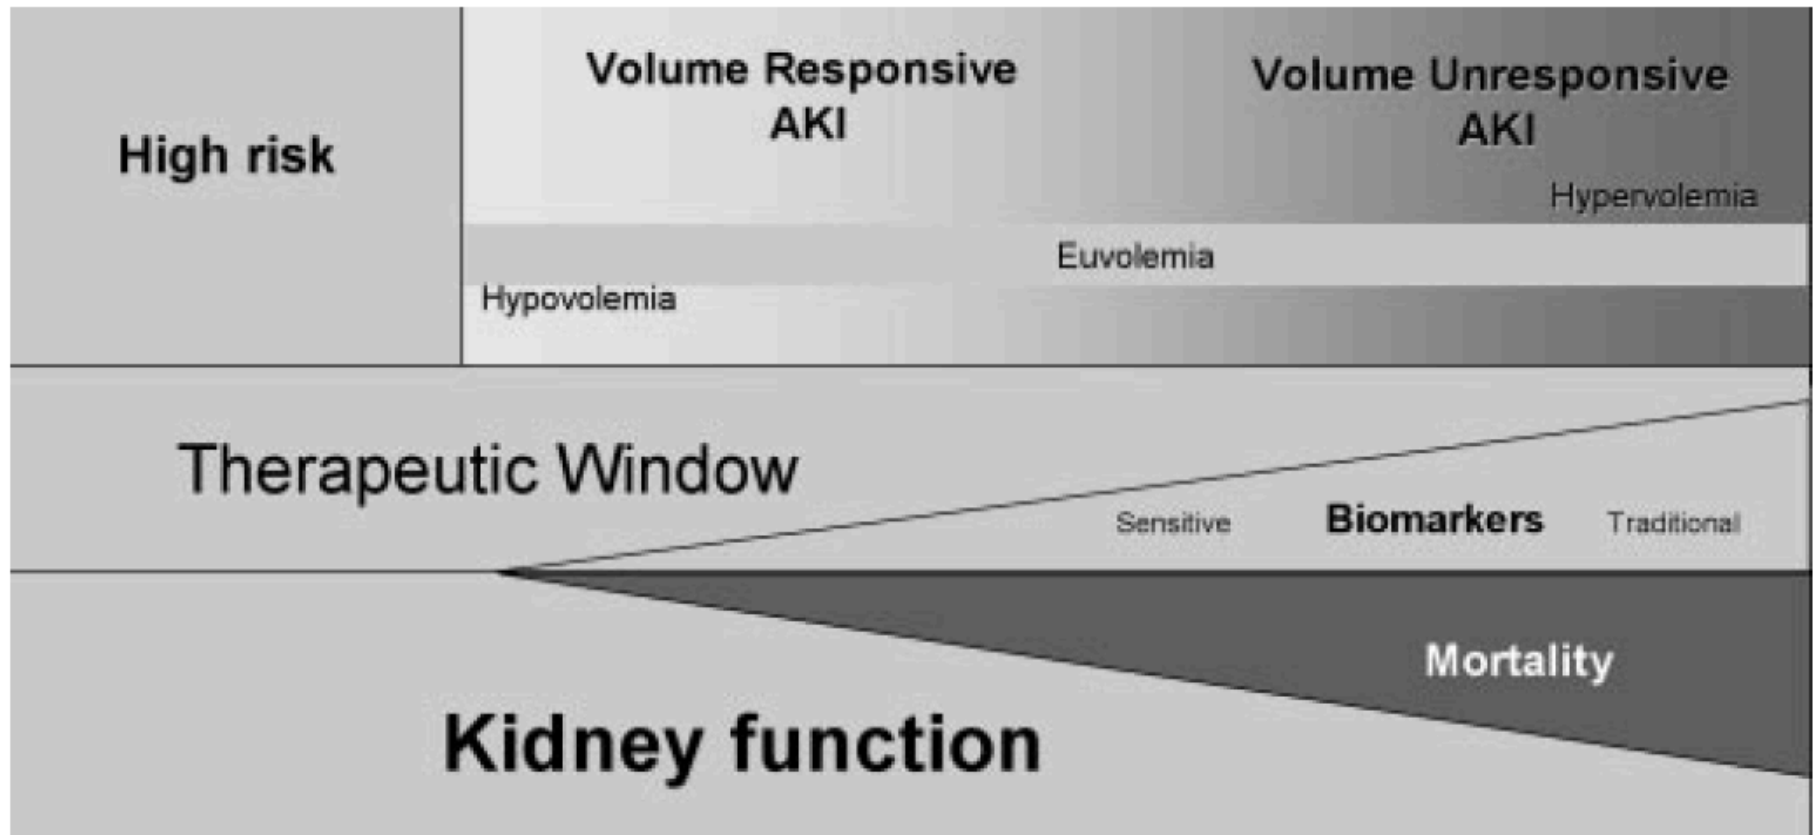 Volume Responsive
AKI
Volume Unresponsive
AKI
High risk
Hypervolemia
Euvolemia
Hypovolemia
Therapeutic Window
Sensitive
Biomarkers
Traditional
Mortality
Kidney function